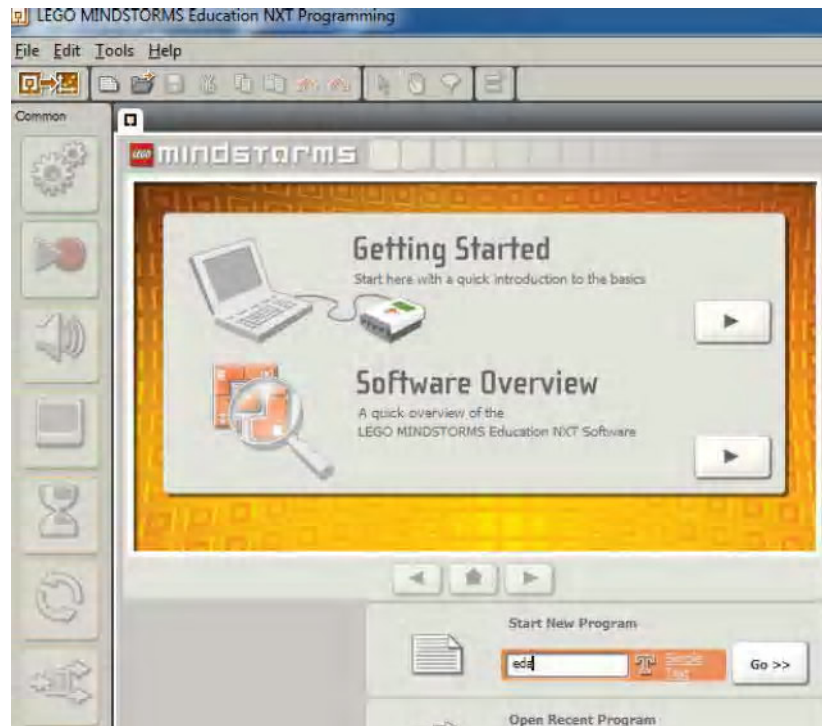 LEGO MINDSTORMS Education NXT Programming
File Edit Tools Help
Common
LEGO mindstorms
Getting Started
Start here with a quick introduction to the basics
Software Overview
A quick overview of the
LEGO MINDSTORMS Education NXT Software
Start New Program
eda
Go >>
Open Recent Program